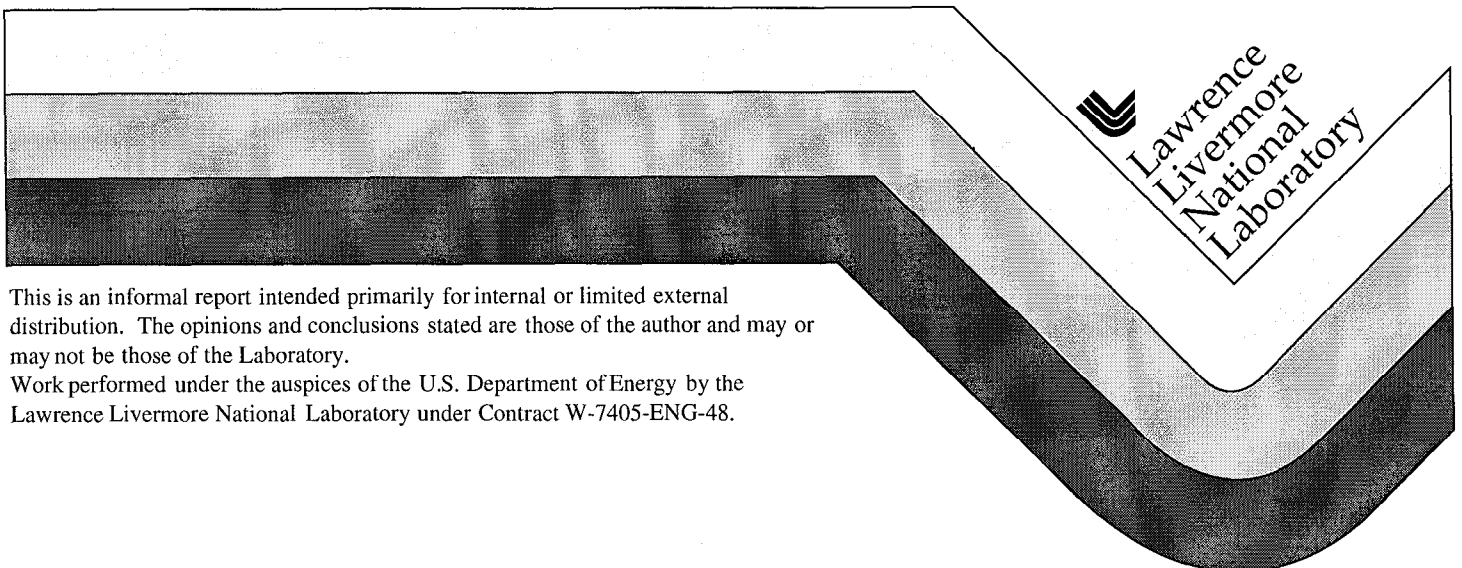 Lawrence
Livermore
National
Laboratory
This is an informal report intended primarily for internal or limited external
distribution. The opinions and conclusions stated are those of the author and may or
may not be those of the Laboratory.
Work performed under the auspices of the U.S. Department of Energy by the
Lawrence Livermore National Laboratory under Contract W-7405-ENG-48.